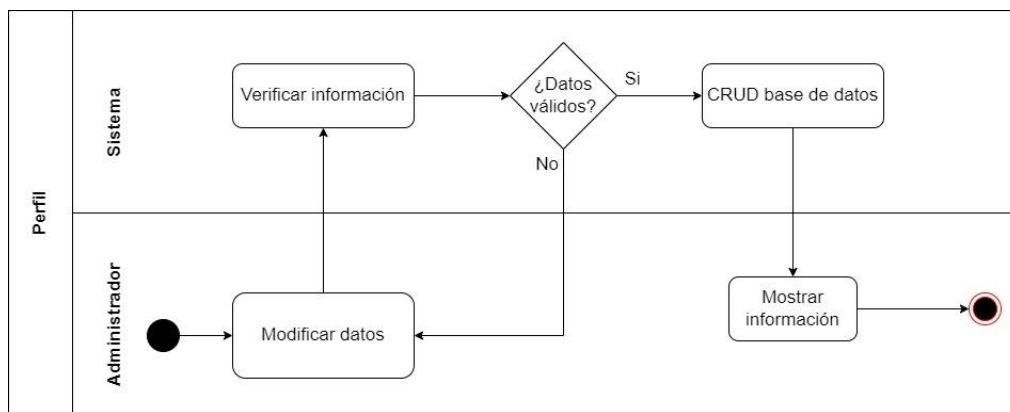 Perfil
Sistema
Verificar información
¿Datos
válidos?
Si
No
CRUD base de datos
Administrador
Modificar datos
Mostrar
información